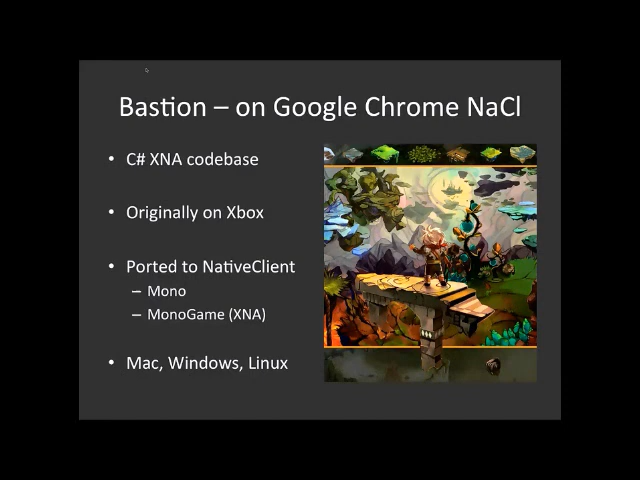 Bastion – on Google Chrome NaCl
• C# XNA codebase
• Originally on Xbox
• Ported to NativeClient
– Mono
– MonoGame (XNA)
• Mac, Windows, Linux